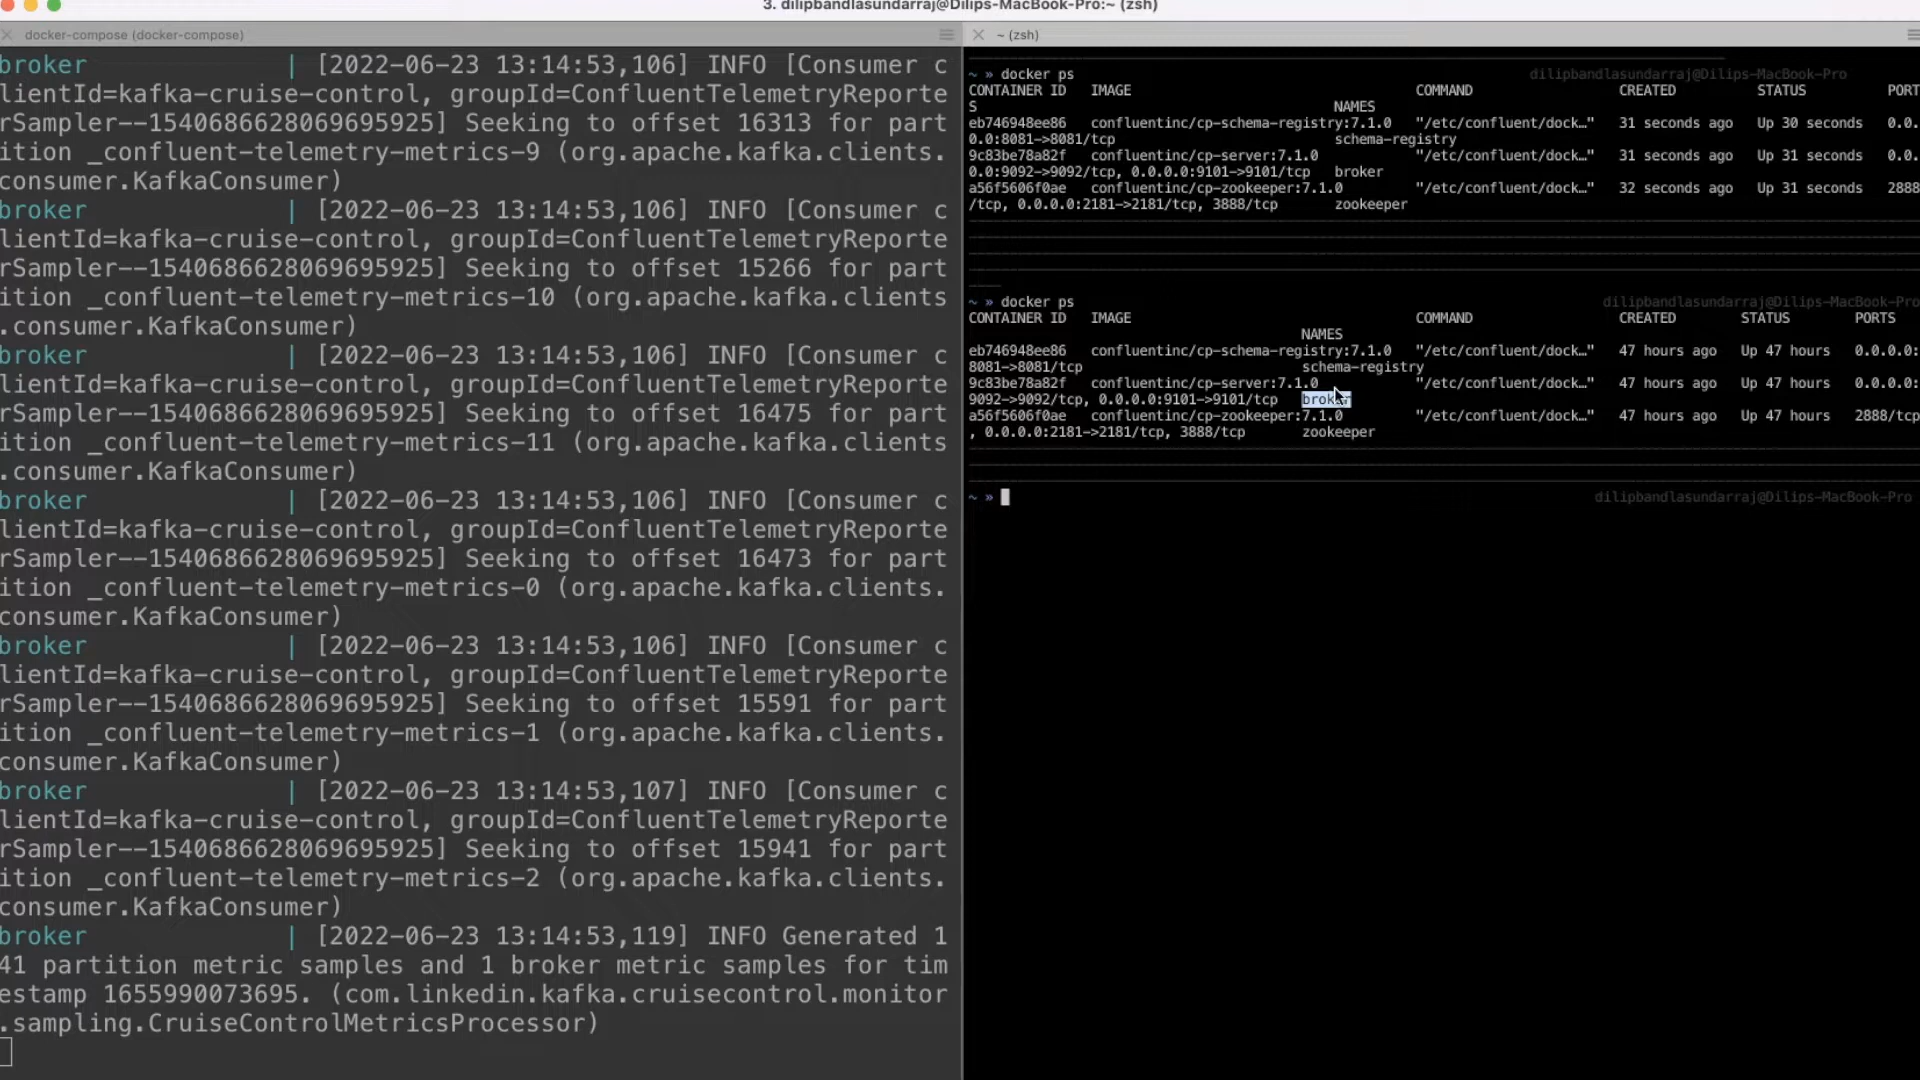 3. dilipbandlasundarraj@Dilips-MacBook-Pro:~ (zsh)
docker-compose (docker-compose)
broker | [2022-06-23 13:14:53,106] INFO [Consumer c
lientId=kafka-cruise-control, groupId=ConfluentTelemetryReporte
rSampler--1540686628069695925] Seeking to offset 16313 for part
ition _confluent-telemetry-metrics-9 (org.apache.kafka.clients.
consumer.KafkaConsumer)
broker | [2022-06-23 13:14:53,106] INFO [Consumer c
lientId=kafka-cruise-control, groupId=ConfluentTelemetryReporte
rSampler--1540686628069695925] Seeking to offset 15266 for part
ition _confluent-telemetry-metrics-10 (org.apache.kafka.clients
.consumer.KafkaConsumer)
broker | [2022-06-23 13:14:53,106] INFO [Consumer c
lientId=kafka-cruise-control, groupId=ConfluentTelemetryReporte
rSampler--1540686628069695925] Seeking to offset 16475 for part
ition _confluent-telemetry-metrics-11 (org.apache.kafka.clients
.consumer.KafkaConsumer)
broker | [2022-06-23 13:14:53,106] INFO [Consumer c
lientId=kafka-cruise-control, groupId=ConfluentTelemetryReporte
rSampler--1540686628069695925] Seeking to offset 16473 for part
ition _confluent-telemetry-metrics-0 (org.apache.kafka.clients.
consumer.KafkaConsumer)
broker | [2022-06-23 13:14:53,106] INFO [Consumer c
lientId=kafka-cruise-control, groupId=ConfluentTelemetryReporte
rSampler--1540686628069695925] Seeking to offset 15591 for part
ition _confluent-telemetry-metrics-1 (org.apache.kafka.clients.
consumer.KafkaConsumer)
broker | [2022-06-23 13:14:53,107] INFO [Consumer c
lientId=kafka-cruise-control, groupId=ConfluentTelemetryReporte
rSampler--1540686628069695925] Seeking to offset 15941 for part
ition _confluent-telemetry-metrics-2 (org.apache.kafka.clients.
consumer.KafkaConsumer)
broker | [2022-06-23 13:14:53,119] INFO Generated 1
41 partition metric samples and 1 broker metric samples for tim
estamp 1655990073695. (com.linkedin.kafka.cruisecontrol.monitor
.sampling.CruiseControlMetricsProcessor)
~ (zsh)
~ » docker ps dilipbandlasundarraj@Dilips-MacBook-Pro
CONTAINER ID IMAGE COMMAND CREATED STATUS PORT
S NAMES
eb746948ee86 confluentinc/cp-schema-registry:7.1.0 "/etc/confluent/dock…" 31 seconds ago Up 30 seconds 0.0.
0.0:8081->8081/tcp schema-registry
9c83be78a82f confluentinc/cp-server:7.1.0 "/etc/confluent/dock…" 31 seconds ago Up 31 seconds 0.0.
0.0:9092->9092/tcp, 0.0.0.0:9101->9101/tcp broker
a56f5606f0ae confluentinc/cp-zookeeper:7.1.0 "/etc/confluent/dock…" 32 seconds ago Up 31 seconds 2888
/tcp, 0.0.0.0:2181->2181/tcp, 3888/tcp zookeeper
~ » docker ps dilipbandlasundarraj@Dilips-MacBook-Pro
CONTAINER ID IMAGE COMMAND CREATED STATUS PORTS
NAMES
eb746948ee86 confluentinc/cp-schema-registry:7.1.0 "/etc/confluent/dock…" 47 hours ago Up 47 hours 0.0.0.0:
8081->8081/tcp schema-registry
9c83be78a82f confluentinc/cp-server:7.1.0 "/etc/confluent/dock…" 47 hours ago Up 47 hours 0.0.0.0:
9092->9092/tcp, 0.0.0.0:9101->9101/tcp broker
a56f5606f0ae confluentinc/cp-zookeeper:7.1.0 "/etc/confluent/dock…" 47 hours ago Up 47 hours 2888/tcp
, 0.0.0.0:2181->2181/tcp, 3888/tcp zookeeper
~ » dilipbandlasundarraj@Dilips-MacBook-Pro